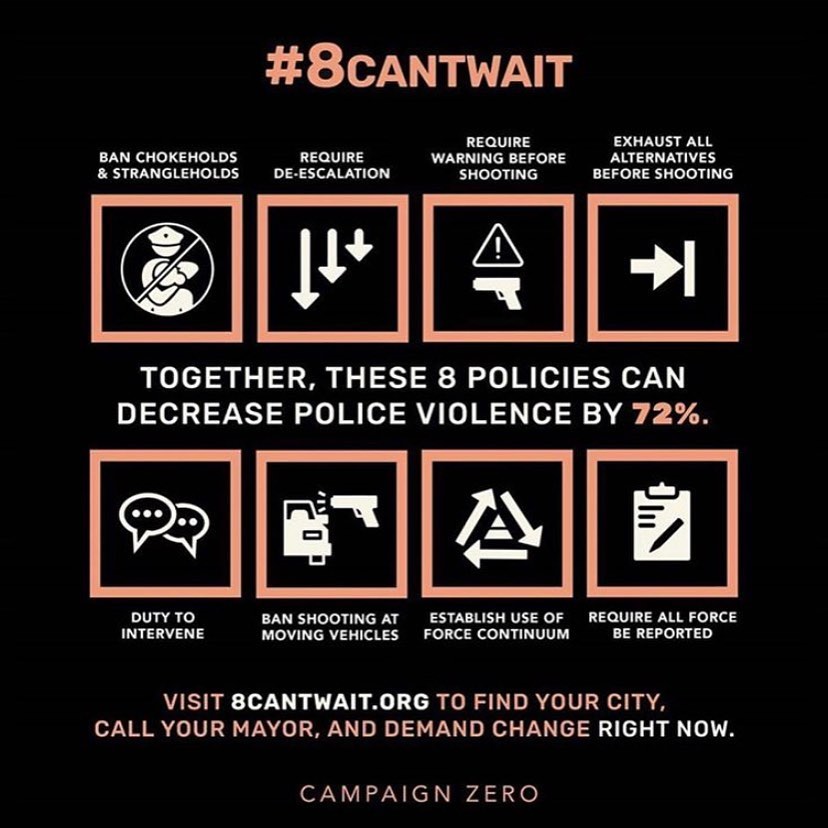 #8CANTWAIT
BAN CHOKEHOLDS
& STRANGLEHOLDS
REQUIRE
DE-ESCALATION
REQUIRE
WARNING BEFORE
SHOOTING
EXHAUST ALL
ALTERNATIVES
BEFORE SHOOTING
TOGETHER, THESE 8 POLICIES CAN
DECREASE POLICE VIOLENCE BY 72%.
DUTY TO
INTERVENE
BAN SHOOTING AT
MOVING VEHICLES
ESTABLISH USE OF
FORCE CONTINUUM
REQUIRE ALL FORCE
BE REPORTED
VISIT 8CANTWAIT.ORG TO FIND YOUR CITY,
CALL YOUR MAYOR, AND DEMAND CHANGE RIGHT NOW.
CAMPAIGN ZERO